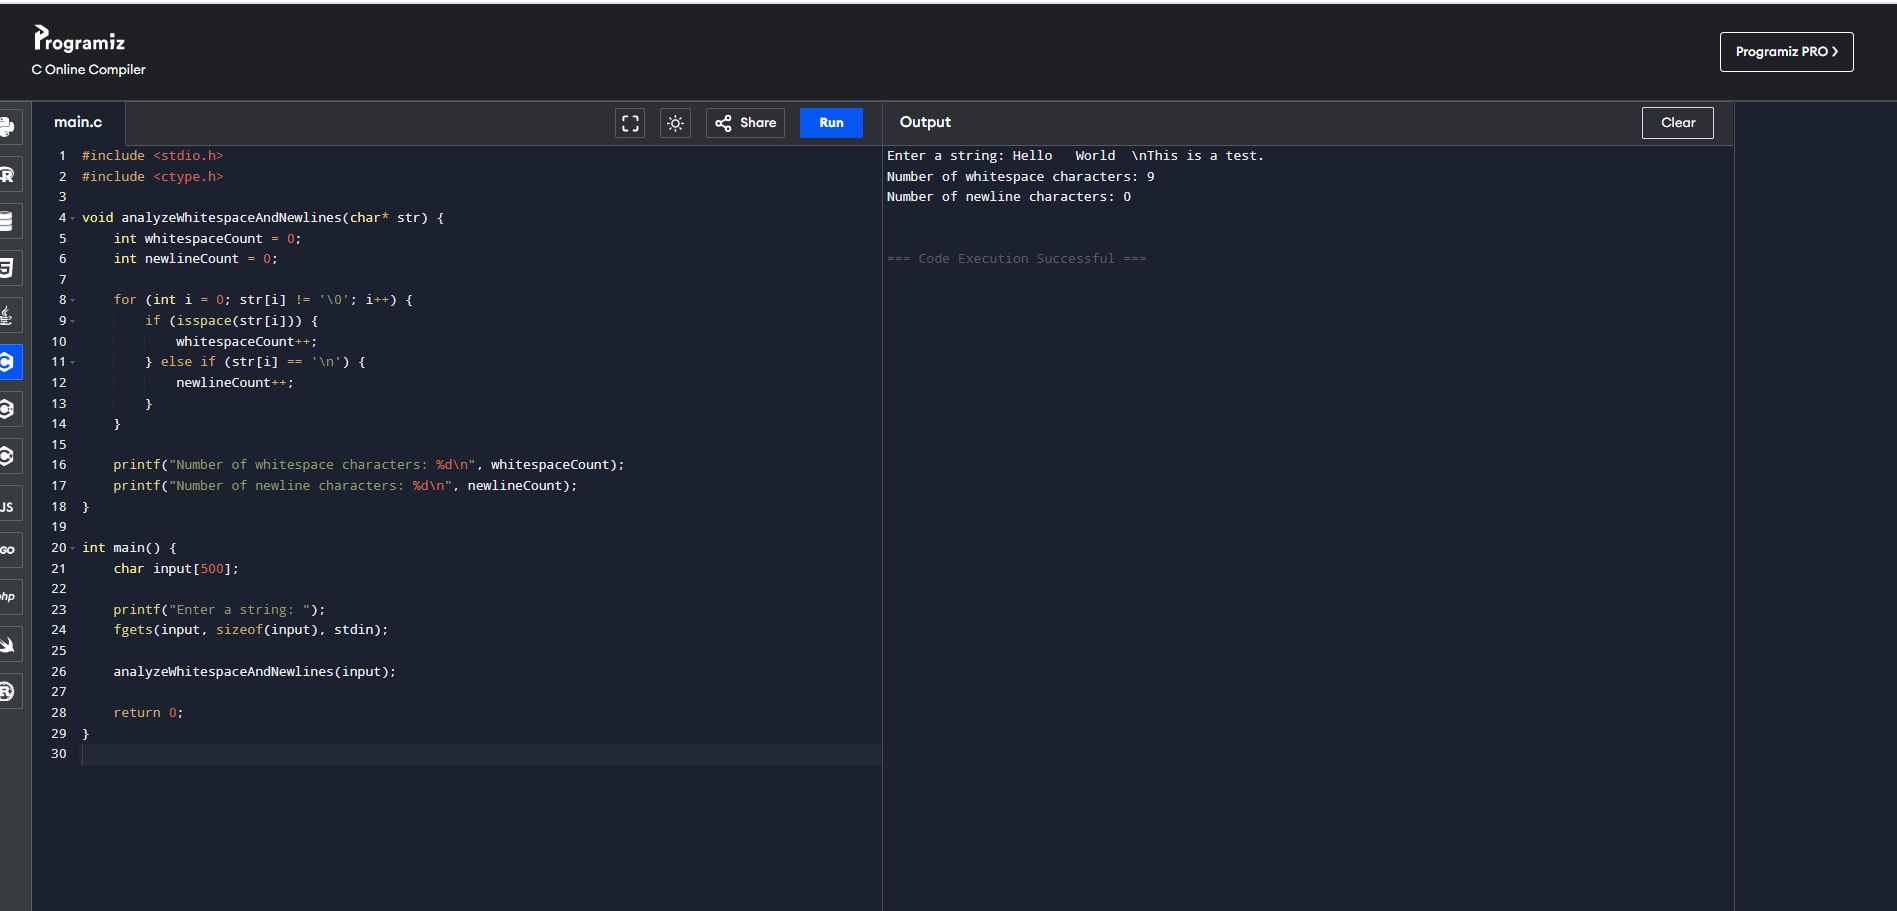 Programiz
C Online Compiler
Programiz PRO >
main.c
Share
Run
Output
Clear
1 #include <stdio.h>
2 #include <ctype.h>
3
4 void analyzeWhitespaceAndNewlines(char* str) {
5     int whitespaceCount = 0;
6     int newlineCount = 0;
7
8     for (int i = 0; str[i] != '\0'; i++) {
9         if (isspace(str[i])) {
10             whitespaceCount++;
11         } else if (str[i] == '\n') {
12             newlineCount++;
13         }
14     }
15
16     printf("Number of whitespace characters: %d\n", whitespaceCount);
17     printf("Number of newline characters: %d\n", newlineCount);
18 }
19
20 int main() {
21     char input[500];
22
23     printf("Enter a string: ");
24     fgets(input, sizeof(input), stdin);
25
26     analyzeWhitespaceAndNewlines(input);
27
28     return 0;
29 }
30
Enter a string: Hello   World  \nThis is a test.
Number of whitespace characters: 9
Number of newline characters: 0
=== Code Execution Successful ===
R
5
C
C
C
JS
GO
php
R